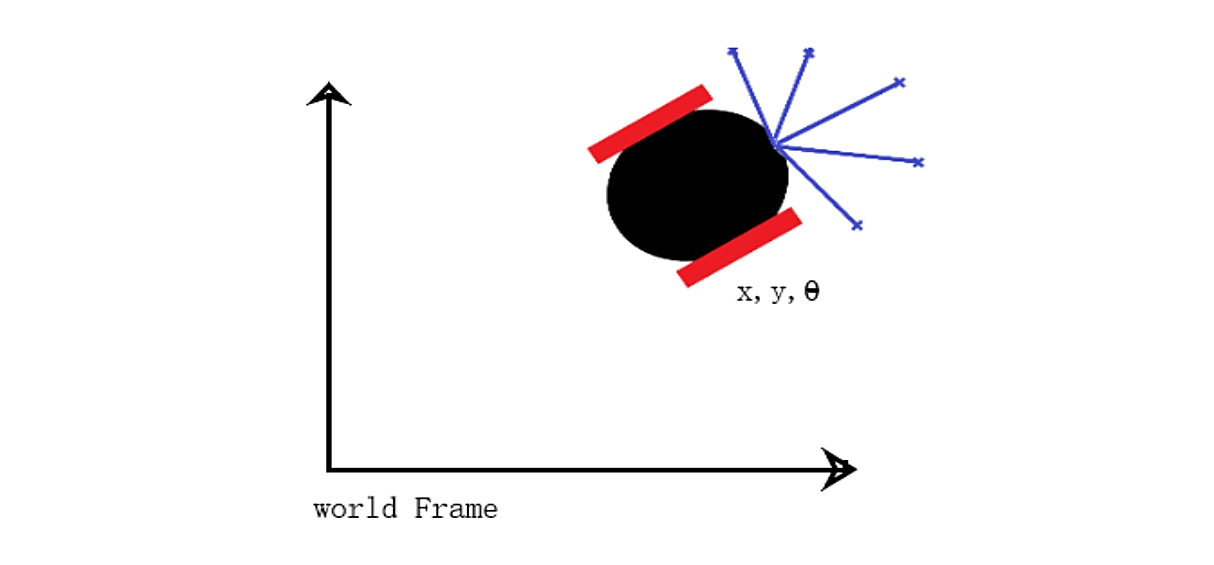 x, y, θ
world Frame